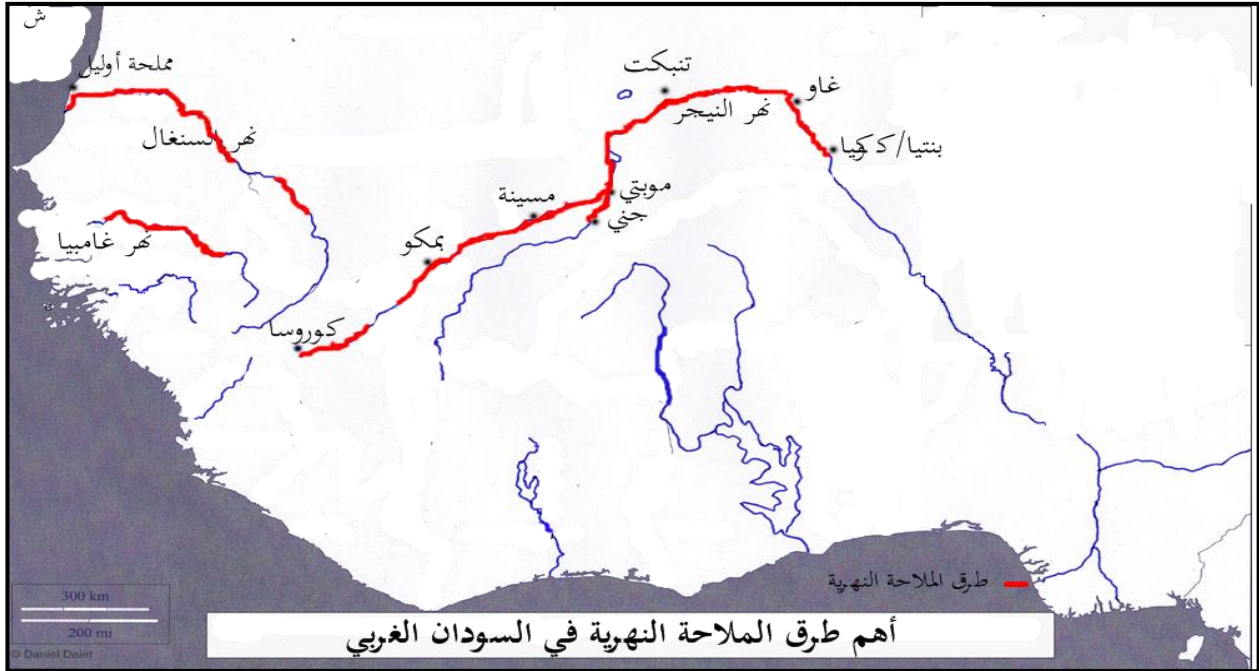 ش
مملحة أوليل
تنبكت
غاو
نهر النيجر
نهر السنغال
بنتيا/كوكيا
موبتي
مسينة
جني
نهر غامبيا
بمكو
كوروسا
طرق الملاحة النهرية
300 km
200 mi
أهم طرق الملاحة النهرية في السودان الغربي
© Daniel Dalet